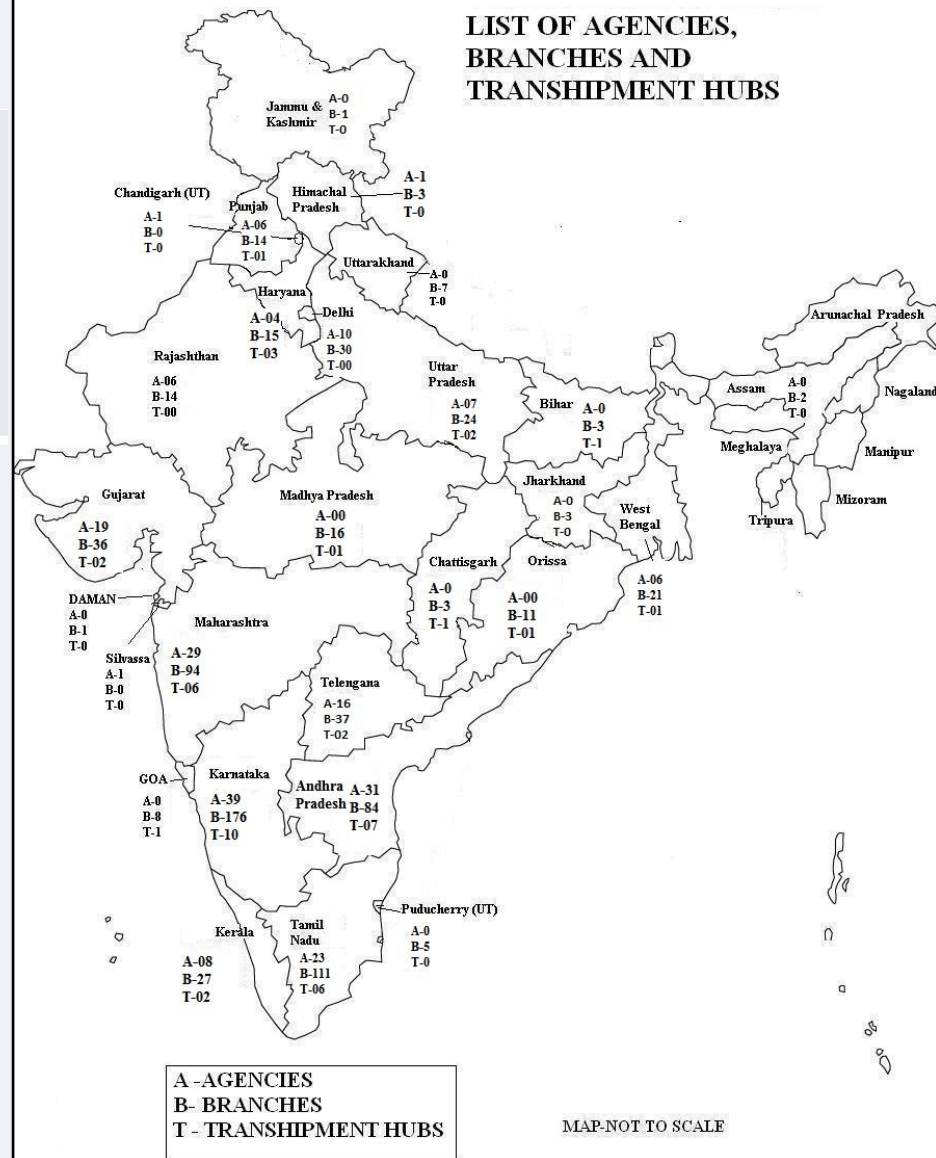 LIST OF AGENCIES,
BRANCHES AND
TRANSHIPMENT HUBS
Jammu &
Kashmir
A-0
B-1
T-0
Chandigarh (UT)
A-1
B-0
T-0
Punjab
A-06
B-14
T-01
Himachal
Pradesh
A-1
B-3
T-0
Uttarakhand
A-0
B-7
T-0
Haryana
A-04
B-15
T-03
Delhi
A-10
B-30
T-00
Rajashthan
A-06
B-14
T-00
Uttar
Pradesh
A-07
B-24
T-02
Bihar
A-0
B-3
T-1
Arunachal Pradesh
Assam
A-0
B-2
T-0
Nagaland
Meghalaya
Manipur
Tripura
Mizoram
Gujarat
A-19
B-36
T-02
Madhya Pradesh
A-00
B-16
T-01
Jharkhand
A-0
B-3
T-0
West
Bengal
A-06
B-21
T-01
Chattisgarh
A-0
B-3
T-1
Orissa
A-00
B-11
T-01
DAMAN
A-0
B-1
T-0
Silvassa
A-1
B-0
T-0
Maharashtra
A-29
B-94
T-06
Telengana
A-16
B-37
T-02
GOA
A-0
B-8
T-1
Karnataka
A-39
B-176
T-10
Andhra
Pradesh
A-31
B-84
T-07
Kerala
A-08
B-27
T-02
Tamil
Nadu
A-23
B-111
T-06
Puducherry (UT)
A-0
B-5
T-0
A -AGENCIES
B- BRANCHES
T - TRANSHIPMENT HUBS
MAP-NOT TO SCALE